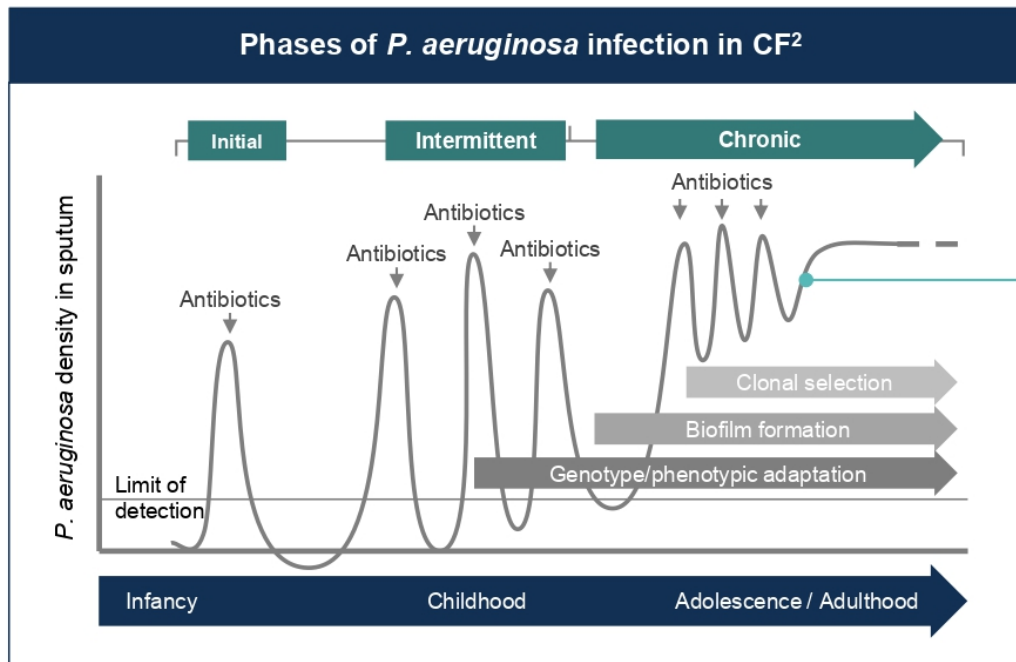 Phases of P. aeruginosa infection in CF²
Initial
Intermittent
Chronic
Antibiotics
Antibiotics
Antibiotics
Antibiotics
Antibiotics
P. aeruginosa density in sputum
Clonal selection
Biofilm formation
Genotype/phenotypic adaptation
Limit of
detection
Infancy
Childhood
Adolescence / Adulthood